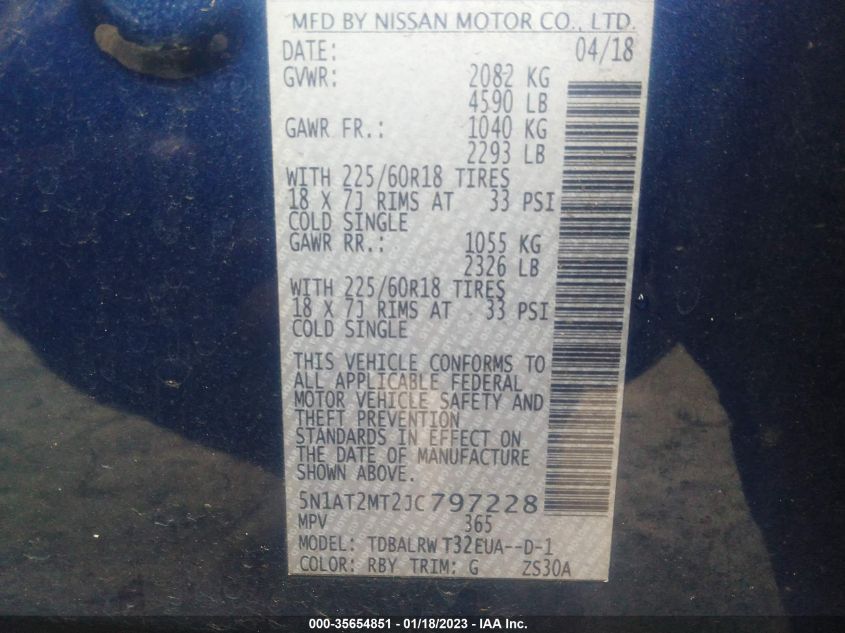 MFD BY NISSAN MOTOR CO., LTD.
DATE: 04/18
GVWR: 2082 KG
4590 LB
GAWR FR.: 1040 KG
2293 LB
WITH 225/60R18 TIRES
18 X 7J RIMS AT 33 PSI
COLD SINGLE
GAWR RR.: 1055 KG
2326 LB
WITH 225/60R18 TIRES
18 X 7J RIMS AT 33 PSI
COLD SINGLE
THIS VEHICLE CONFORMS TO
ALL APPLICABLE FEDERAL
MOTOR VEHICLE SAFETY AND
THEFT PREVENTION
STANDARDS IN EFFECT ON
THE DATE OF MANUFACTURE
SHOWN ABOVE.
5N1AT2MT2JC797228
MPV 365
MODEL: TDBALRW T32EUA--D-1
COLOR: RBY TRIM: G ZS30A
000-35654851 - 01/18/2023 - IAA Inc.